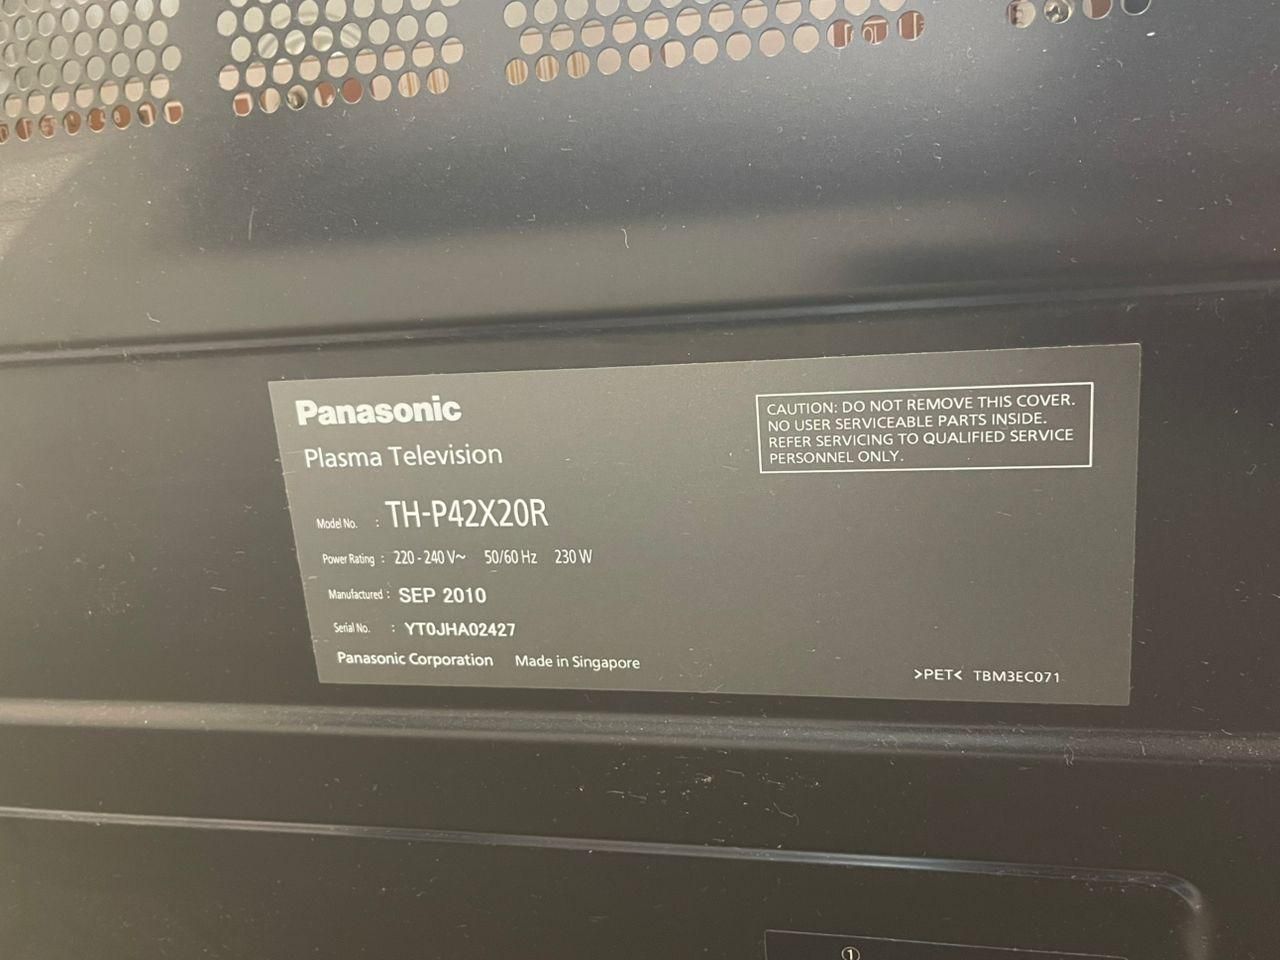 Panasonic
Plasma Television
Model No. : TH-P42X20R
Power Rating : 220 - 240 V~ 50/60 Hz 230 W
Manufactured : SEP 2010
Serial No. : YT0JHA02427
Panasonic Corporation Made in Singapore
CAUTION: DO NOT REMOVE THIS COVER.
NO USER SERVICEABLE PARTS INSIDE.
REFER SERVICING TO QUALIFIED SERVICE
PERSONNEL ONLY.
>PET< TBM3EC071
①